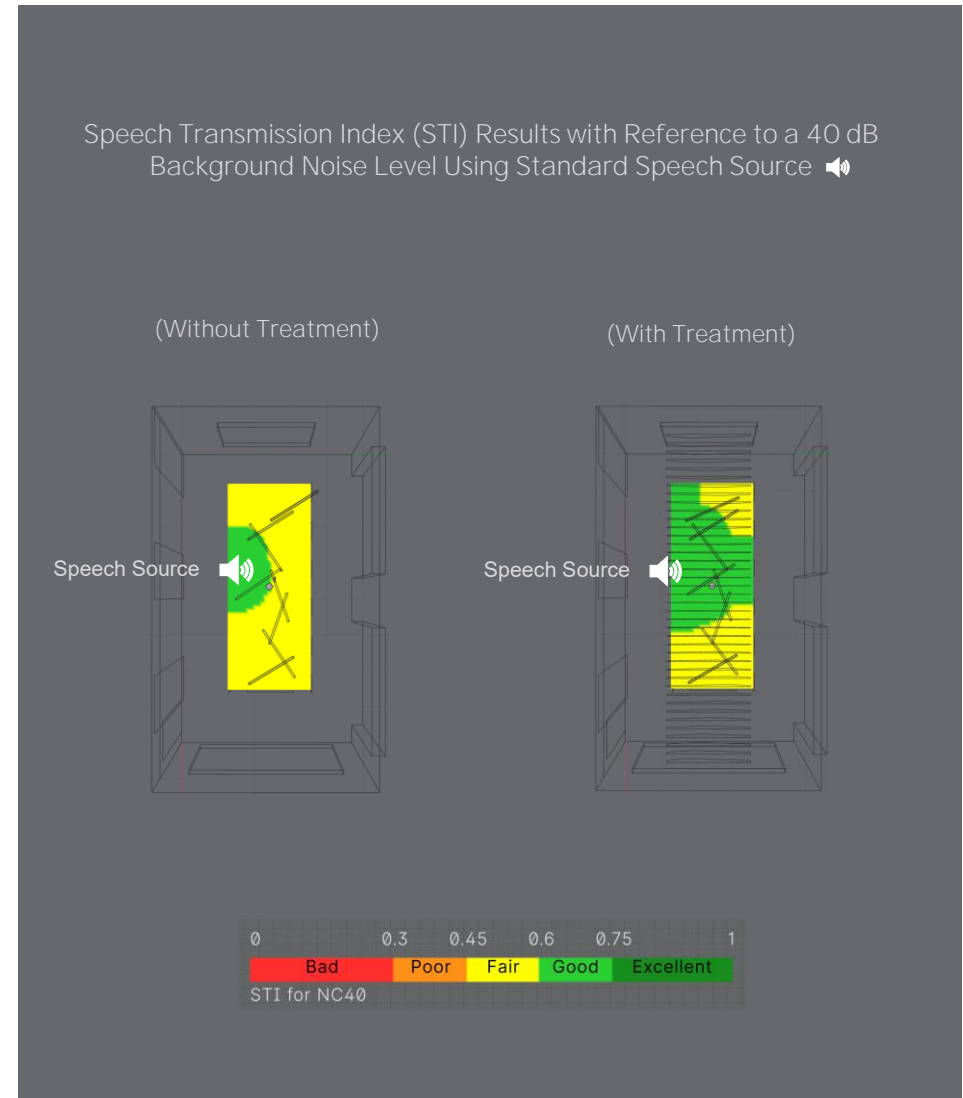 Speech Transmission Index (STI) Results with Reference to a 40 dB
Background Noise Level Using Standard Speech Source
(Without Treatment)
(With Treatment)
Speech Source
Speech Source
0 0.3 0.45 0.6 0.75 1
Bad Poor Fair Good Excellent
STI for NC40